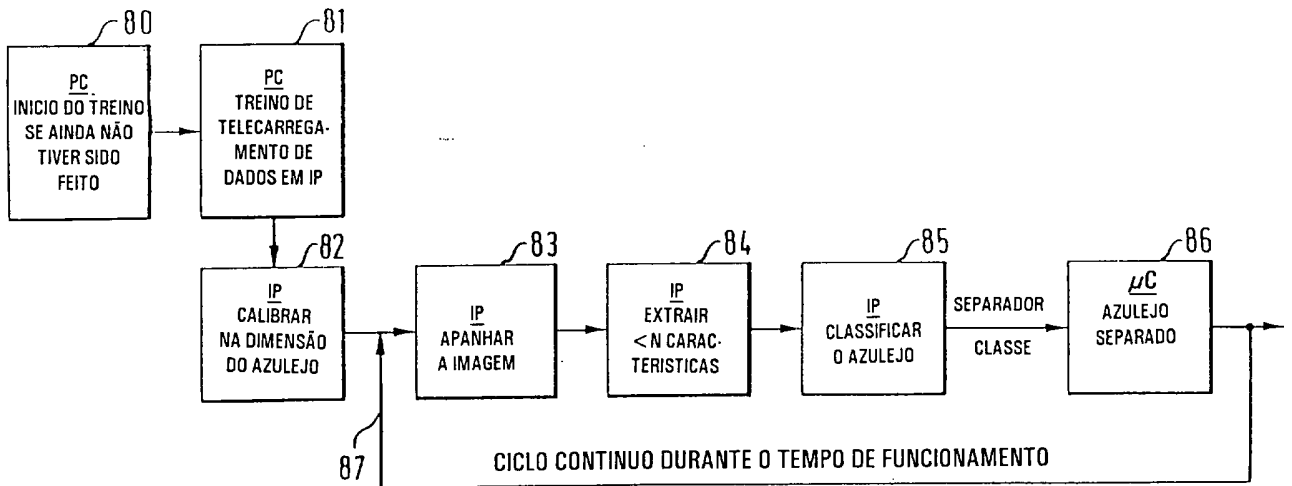 80
PC
INICIO DO TREINO
SE AINDA NÃO
TIVER SIDO
FEITO
81
PC
TREINO DE
TELECARREGA-
MENTO DE
DADOS EM IP
82
IP
CALIBRAR
NA DIMENSÃO
DO AZULEJO
83
IP
APANHAR
A IMAGEM
84
IP
EXTRAIR
<N CARAC-
TERISTICAS
85
IP
CLASSIFICAR
O AZULEJO
SEPARADOR
CLASSE
86
μC
AZULEJO
SEPARADO
87
CICLO CONTINUO DURANTE O TEMPO DE FUNCIONAMENTO